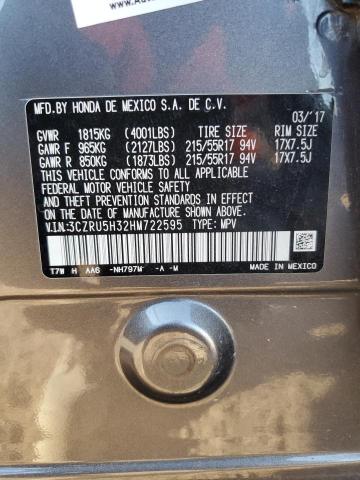 www.Aut
MFD.BY HONDA DE MEXICO S.A. DE C.V.
03/'17
GVWR 1815KG (4001LBS) TIRE SIZE RIM SIZE
GAWR F 965KG (2127LBS) 215/55R17 94V 17X7.5J
GAWR R 850KG (1873LBS) 215/55R17 94V 17X7.5J
THIS VEHICLE CONFORMS TO ALL APPLICABLE
FEDERAL MOTOR VEHICLE SAFETY AND
THEFT PREVENTION STANDARDS IN EFFECT ON
THE DATE OF MANUFACTURE SHOWN ABOVE.
V.I.N:3CZRU5H32HM722595 TYPE: MPV
T7W H AA6 -NH797M -A -M
MADE IN MEXICO